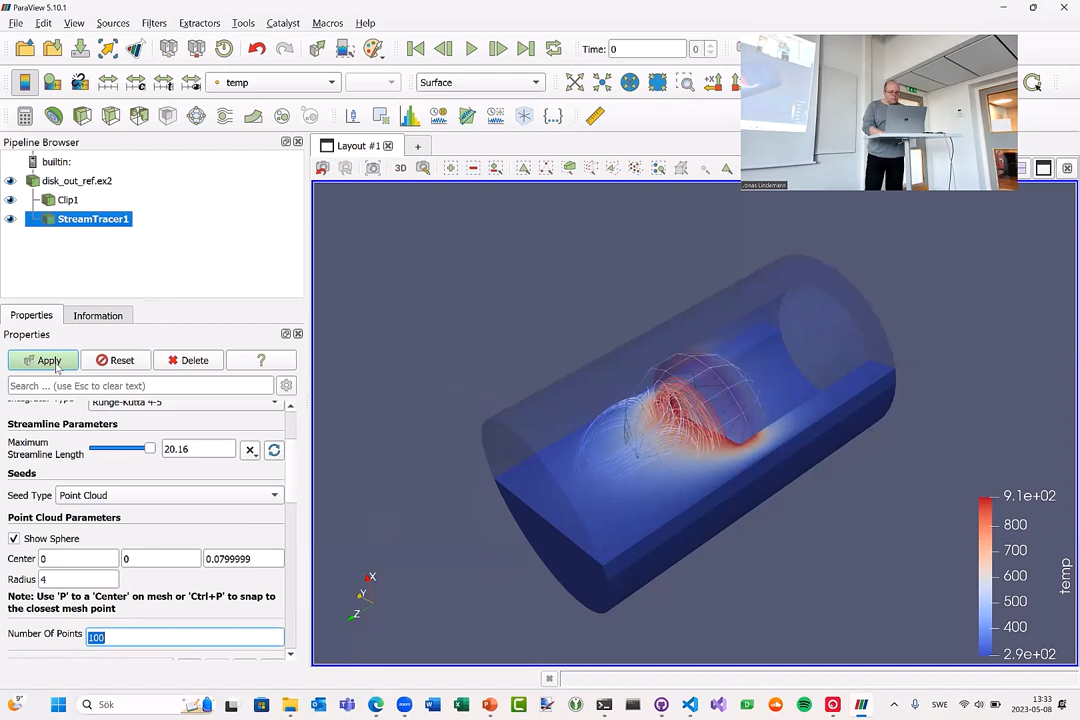 ParaView 5.10.1
File Edit View Sources Filters Extractors Tools Catalyst Macros Help
Time: 0 0
temp Surface
Pipeline Browser
builtin:
disk_out_ref.ex2
Clip1
StreamTracer1
Layout #1 +
3D
Jonas Lindemann
Properties Information
Properties
Apply Reset Delete ?
Search ... (use Esc to clear text)
Integrator Type Runge-Kutta 4-5
Streamline Parameters
Maximum
Streamline Length 20.16
Seeds
Seed Type Point Cloud
Point Cloud Parameters
Show Sphere
Center 0 0 0.0799999
Radius 4
Note: Use 'P' to a 'Center' on mesh or 'Ctrl+P' to snap to
the closest mesh point
Number Of Points 100
X
Y
Z
9.1e+02
800
700
600
500
400
2.9e+02
temp
9°
Sök
SWE
13:33
2023-05-08